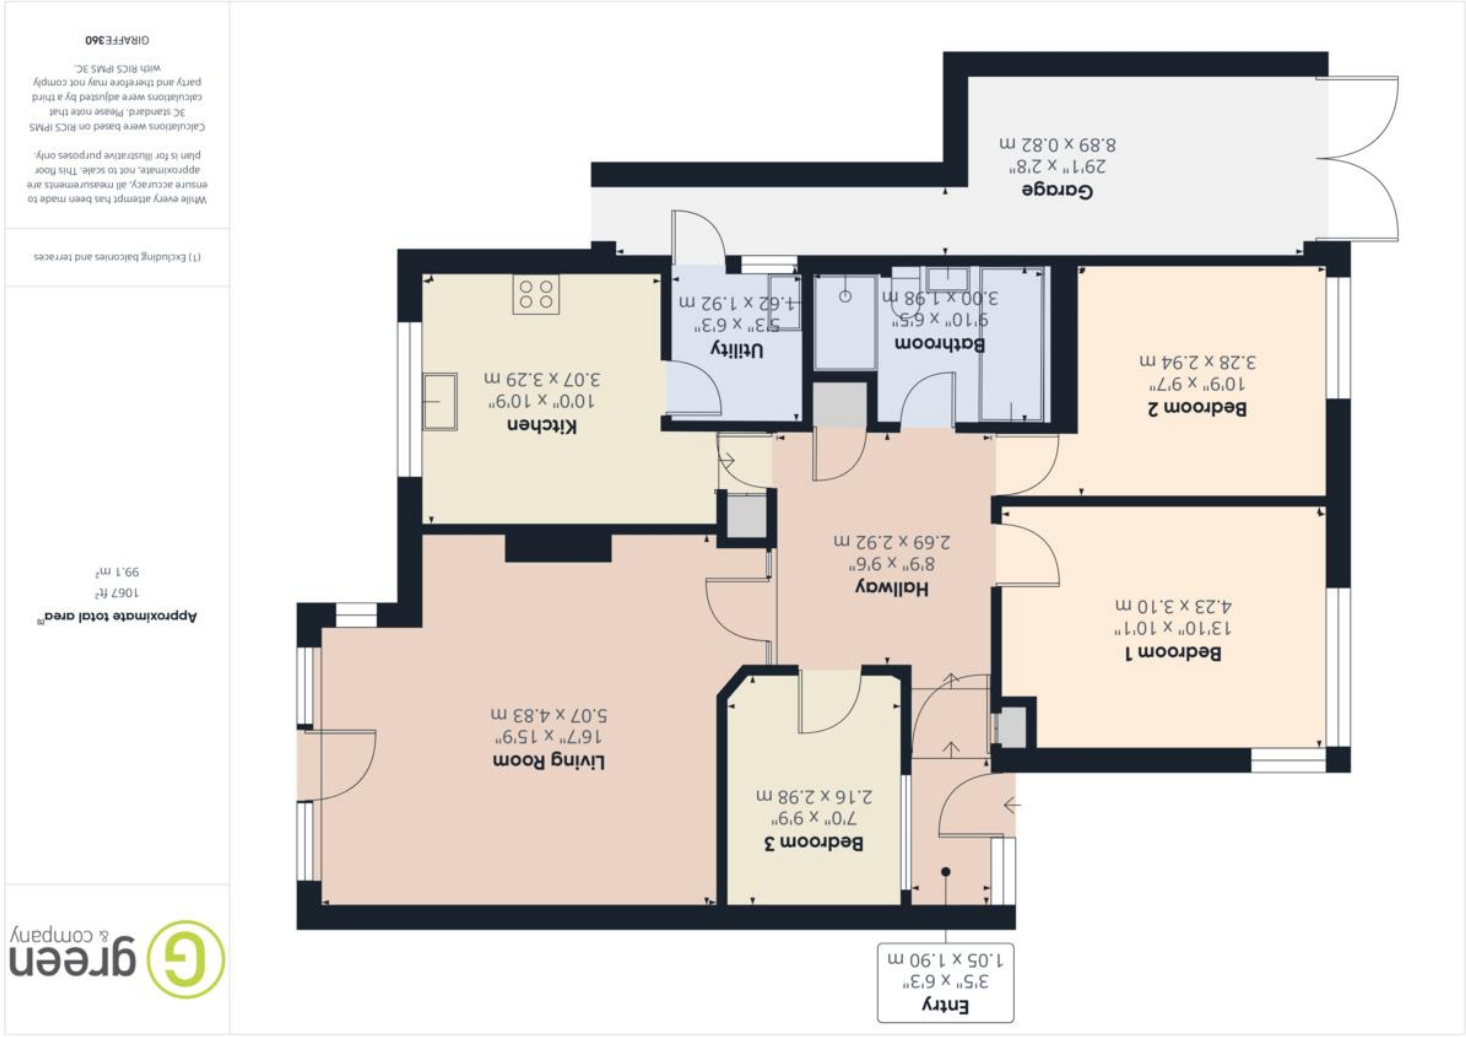 Entry
3'5" x 6'3"
1.05 x 1.90 m
Bedroom 3
7'0" x 9'9"
2.16 x 2.98 m
Living Room
16'7" x 15'9"
5.07 x 4.83 m
Bedroom 1
13'10" x 10'1"
4.23 x 3.10 m
Hallway
8'9" x 9'6"
2.69 x 2.92 m
Bedroom 2
10'9" x 9'7"
3.28 x 2.94 m
Bathroom
9'10" x 6'5"
3.00 x 1.98 m
Utility
5'3" x 6'3"
1.62 x 1.92 m
Kitchen
10'0" x 10'9"
3.07 x 3.29 m
Garage
29'1" x 2'8"
8.89 x 0.82 m
G green
& company
Approximate total area⁽¹⁾
1067 ft²
99.1 m²
(1) Excluding balconies and terraces
While every attempt has been made to
ensure accuracy, all measurements are
approximate, not to scale. This floor
plan is for illustrative purposes only.
Calculations were based on RICS IPMS
3C standard. Please note that
calculations were adjusted by a third
party and therefore may not comply
with RICS IPMS 3C.
GIRAFFE360